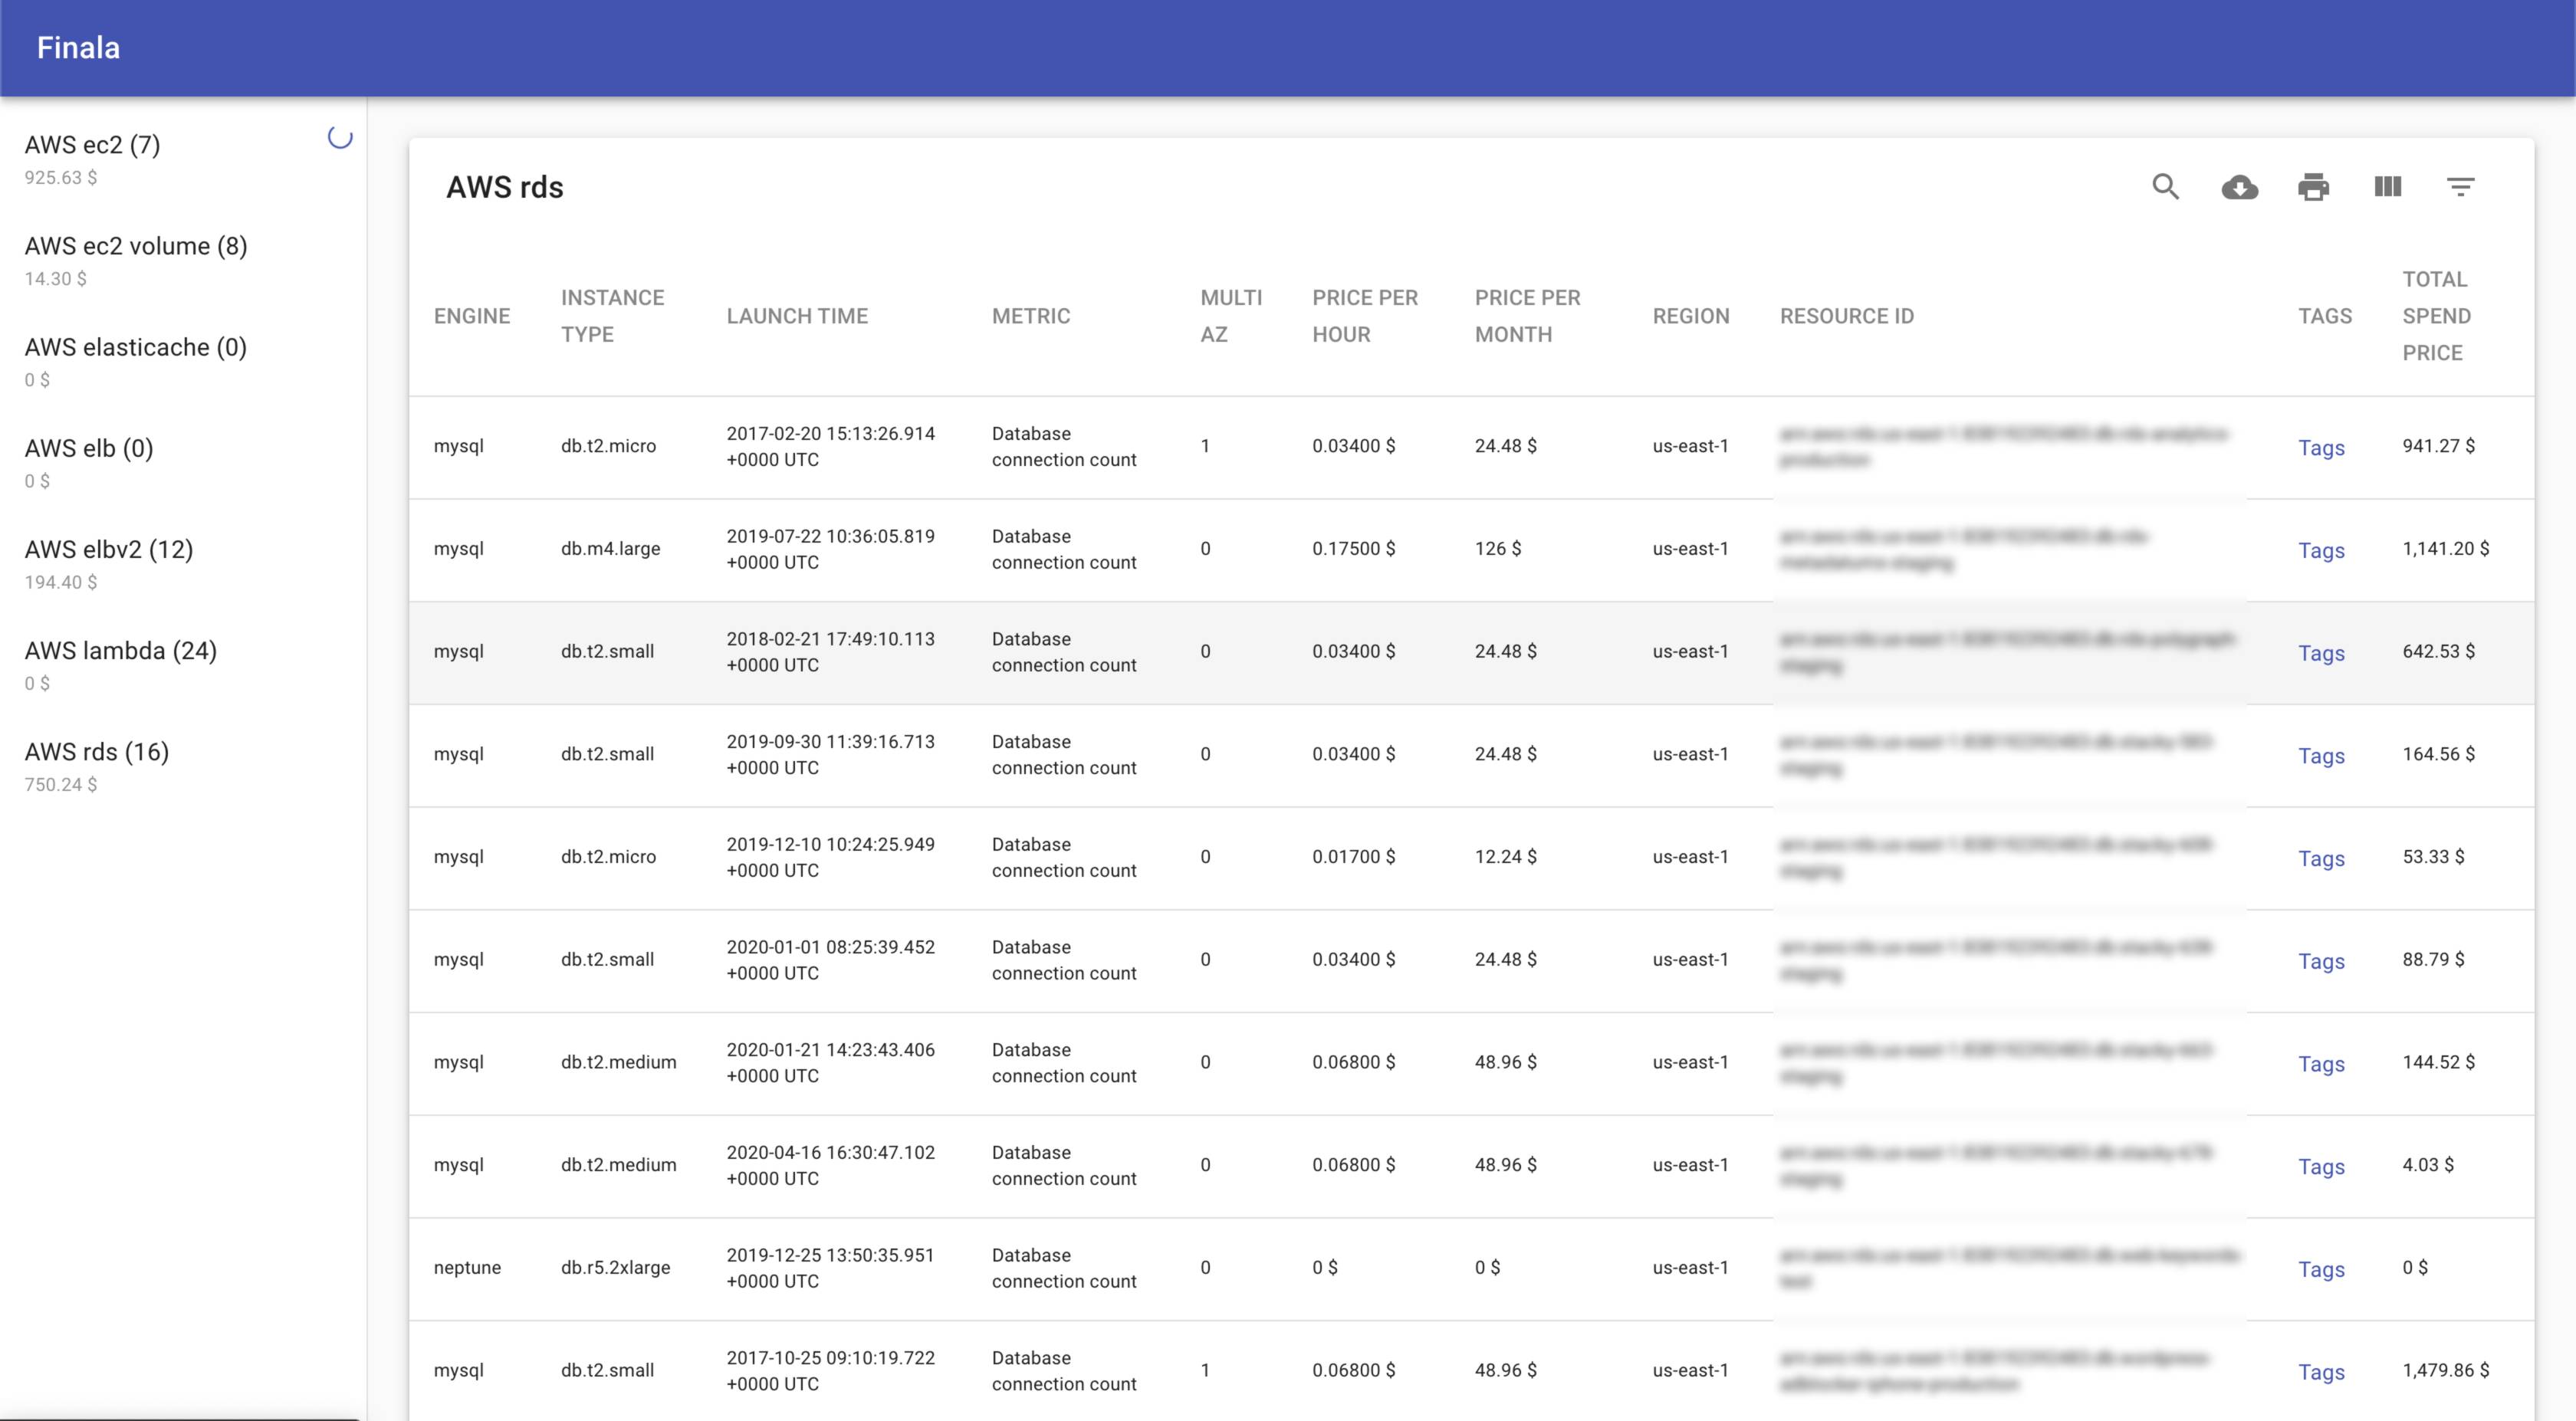 Finala
AWS ec2 (7)
925.63 $
AWS ec2 volume (8)
14.30 $
AWS elasticache (0)
0 $
AWS elb (0)
0 $
AWS elbv2 (12)
194.40 $
AWS lambda (24)
0 $
AWS rds (16)
750.24 $
AWS rds
ENGINE INSTANCE TYPE LAUNCH TIME METRIC MULTI AZ PRICE PER HOUR PRICE PER MONTH REGION RESOURCE ID TAGS TOTAL SPEND PRICE
mysql db.t2.micro 2017-02-20 15:13:26.914 +0000 UTC Database connection count 1 0.03400 $ 24.48 $ us-east-1 Tags 941.27 $
mysql db.m4.large 2019-07-22 10:36:05.819 +0000 UTC Database connection count 0 0.17500 $ 126 $ us-east-1 Tags 1,141.20 $
mysql db.t2.small 2018-02-21 17:49:10.113 +0000 UTC Database connection count 0 0.03400 $ 24.48 $ us-east-1 Tags 642.53 $
mysql db.t2.small 2019-09-30 11:39:16.713 +0000 UTC Database connection count 0 0.03400 $ 24.48 $ us-east-1 Tags 164.56 $
mysql db.t2.micro 2019-12-10 10:24:25.949 +0000 UTC Database connection count 0 0.01700 $ 12.24 $ us-east-1 Tags 53.33 $
mysql db.t2.small 2020-01-01 08:25:39.452 +0000 UTC Database connection count 0 0.03400 $ 24.48 $ us-east-1 Tags 88.79 $
mysql db.t2.medium 2020-01-21 14:23:43.406 +0000 UTC Database connection count 0 0.06800 $ 48.96 $ us-east-1 Tags 144.52 $
mysql db.t2.medium 2020-04-16 16:30:47.102 +0000 UTC Database connection count 0 0.06800 $ 48.96 $ us-east-1 Tags 4.03 $
neptune db.r5.2xlarge 2019-12-25 13:50:35.951 +0000 UTC Database connection count 0 0 $ 0 $ us-east-1 Tags 0 $
mysql db.t2.small 2017-10-25 09:10:19.722 +0000 UTC Database connection count 1 0.06800 $ 48.96 $ us-east-1 Tags 1,479.86 $